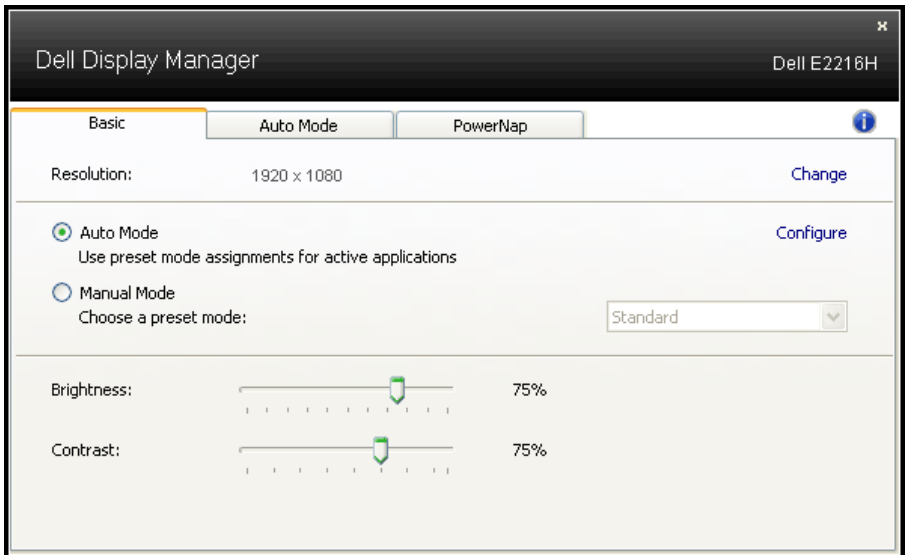 Dell Display Manager
Dell E2216H
Basic
Auto Mode
PowerNap
Resolution:
1920 x 1080
Change
Auto Mode
Configure
Use preset mode assignments for active applications
Manual Mode
Choose a preset mode:
Standard
Brightness:
75%
Contrast:
75%